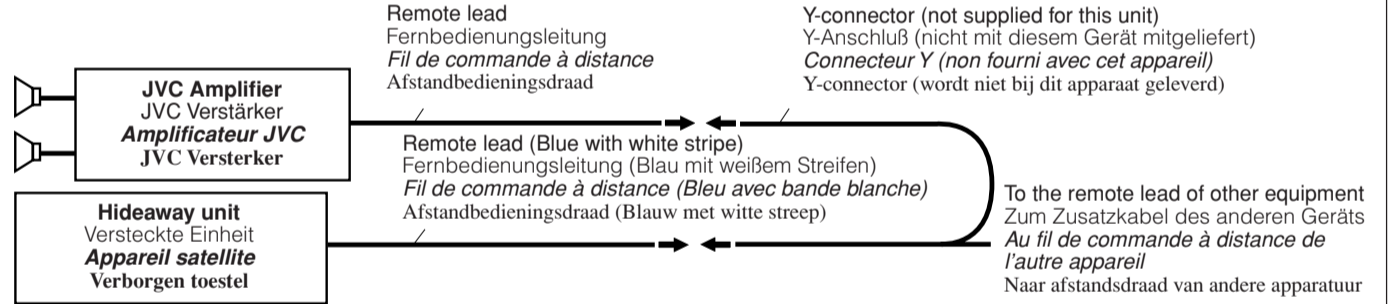 Remote lead
Fernbedienungsleitung
Fil de commande à distance
Afstandbedieningsdraad
Y-connector (not supplied for this unit)
Y-Anschluß (nicht mit diesem Gerät mitgeliefert)
Connecteur Y (non fourni avec cet appareil)
Y-connector (wordt niet bij dit apparaat geleverd)
JVC Amplifier
JVC Verstärker
Amplificateur JVC
JVC Versterker
Remote lead (Blue with white stripe)
Fernbedienungsleitung (Blau mit weißem Streifen)
Fil de commande à distance (Bleu avec bande blanche)
Afstandbedieningsdraad (Blauw met witte streep)
Hideaway unit
Versteckte Einheit
Appareil satellite
Verborgen toestel
To the remote lead of other equipment
Zum Zusatzkabel des anderen Geräts
Au fil de commande à distance de
l'autre appareil
Naar afstandsdraad van andere apparatuur